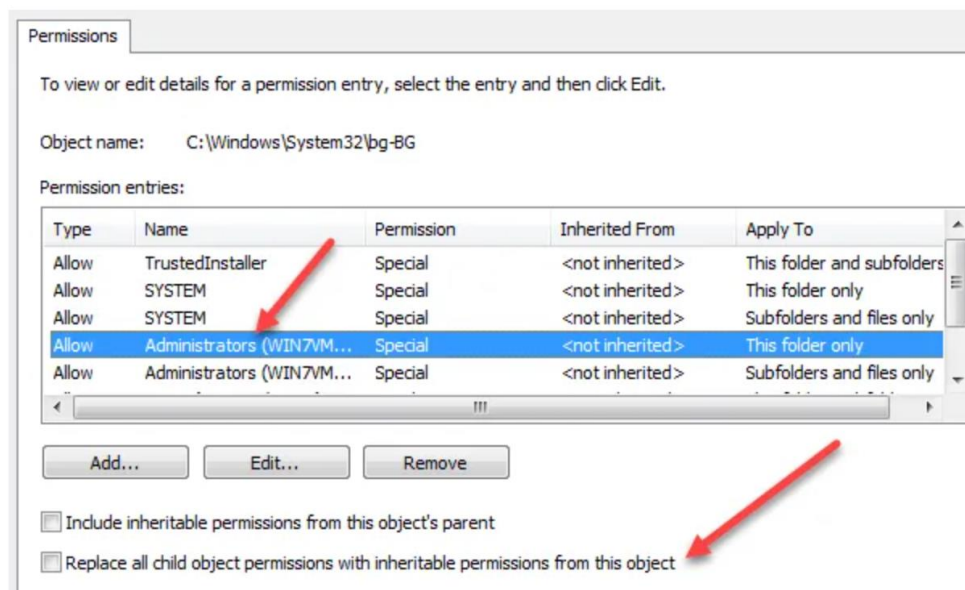 Permissions
To view or edit details for a permission entry, select the entry and then click Edit.
Object name: C:\Windows\System32\bg-BG
Permission entries:
Type Name Permission Inherited From Apply To
Allow TrustedInstaller Special <not inherited> This folder and subfolders
Allow SYSTEM Special <not inherited> This folder only
Allow SYSTEM Special <not inherited> Subfolders and files only
Allow Administrators (WIN7VM... Special <not inherited> This folder only
Allow Administrators (WIN7VM... Special <not inherited> Subfolders and files only
Add... Edit... Remove
Include inheritable permissions from this object's parent
Replace all child object permissions with inheritable permissions from this object